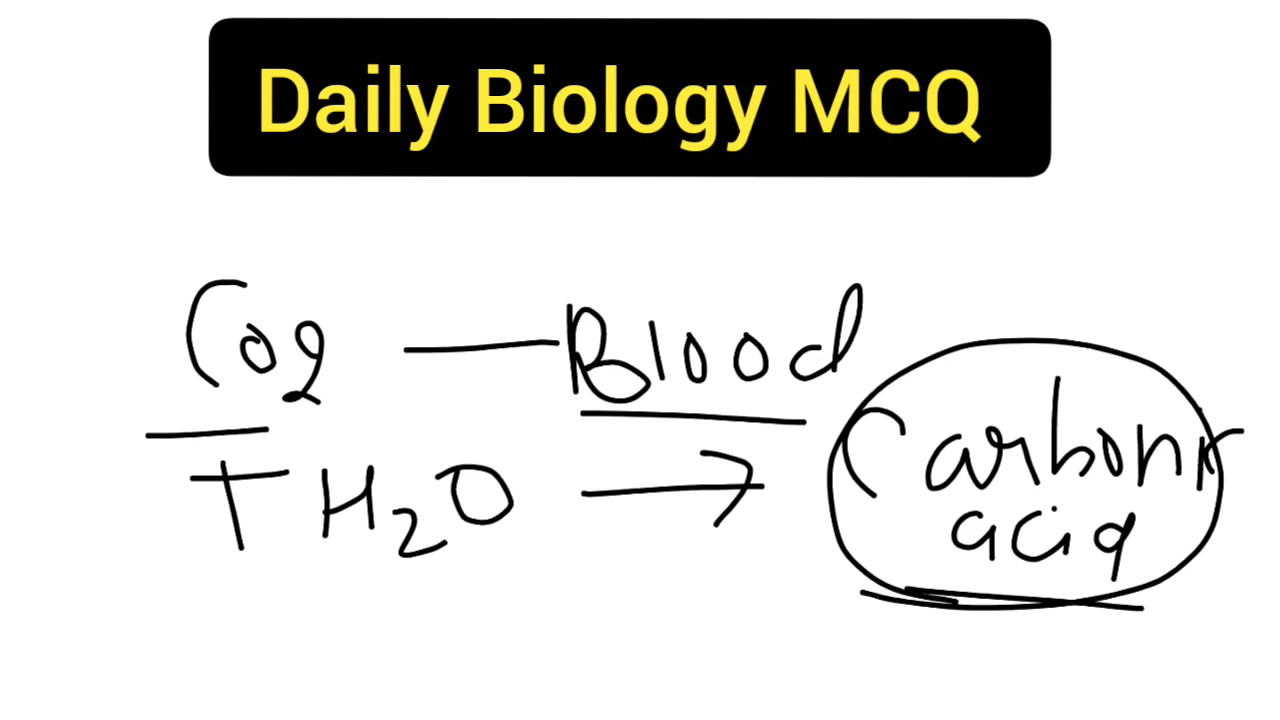 Daily Biology MCQ
Co2 — Blood
+ H2O → Carbonic
acid